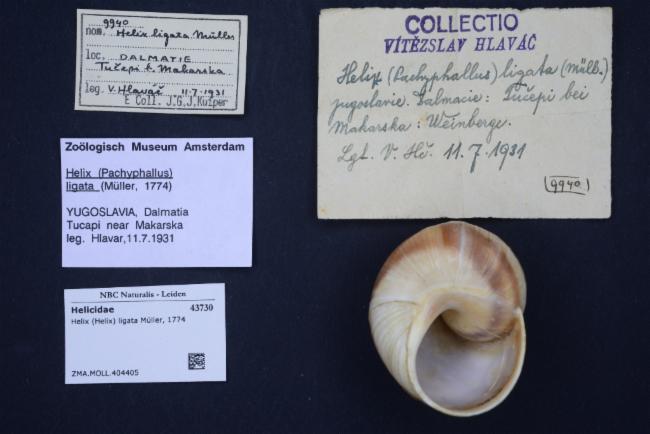 9940
nom. Helix ligata Müller
loc. DALMATIE
Tučepi b. Makarska
leg. V. Hlaváč 11.7.1931
E Coll. J.G.J. Kuiper
COLLECTIO
VÍTĚZSLAV HLAVÁČ
Helix (Pachyphallus) ligata (Müll.)
jugoslavie. Dalmacie: Tučepi bei
Makarska: Weinberge.
Lgt. V. Hč. 11.7.1931
9940
Zoölogisch Museum Amsterdam
Helix (Pachyphallus)
ligata (Müller, 1774)
YUGOSLAVIA, Dalmatia
Tucapi near Makarska
leg. Hlavar,11.7.1931
NBC Naturalis - Leiden
Helicidae 43730
Helix (Helix) ligata Müller, 1774
ZMA.MOLL.404405